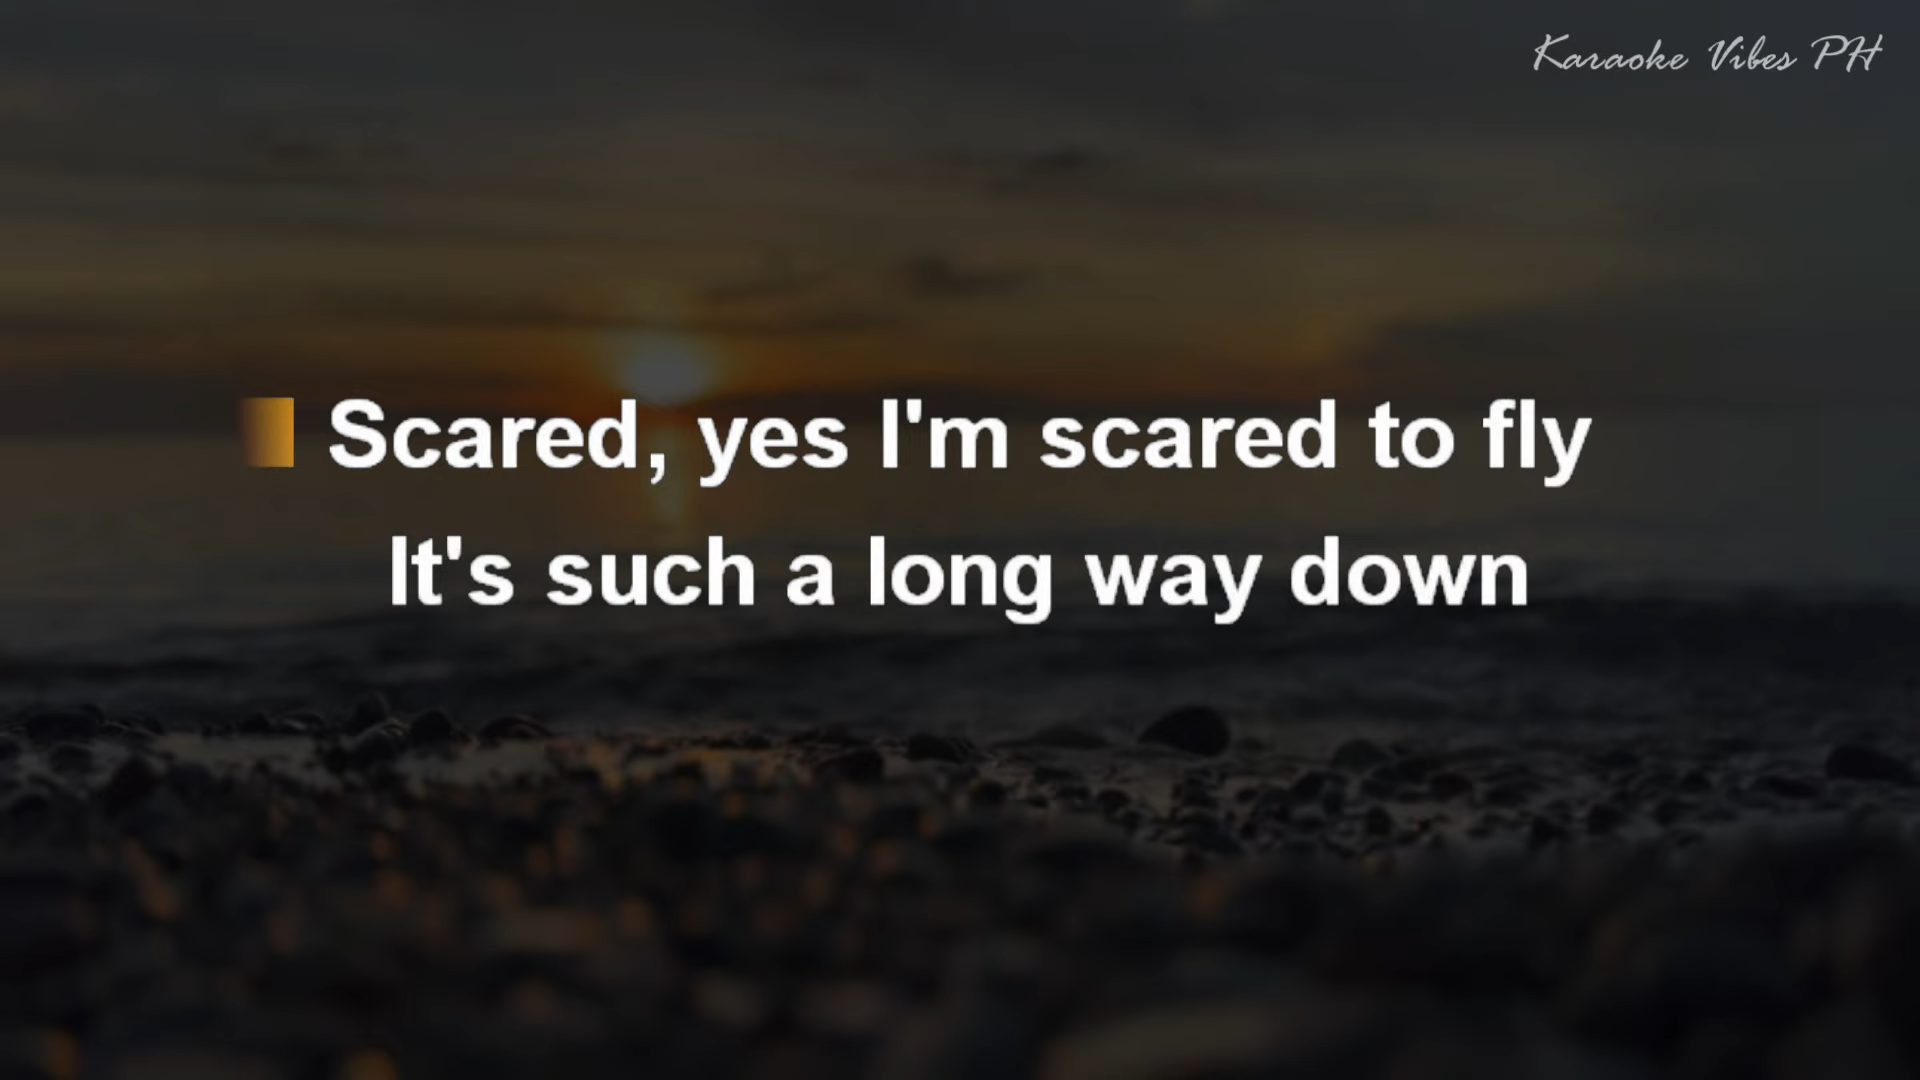 Karaoke Vibes PH
Scared, yes I'm scared to fly
It's such a long way down